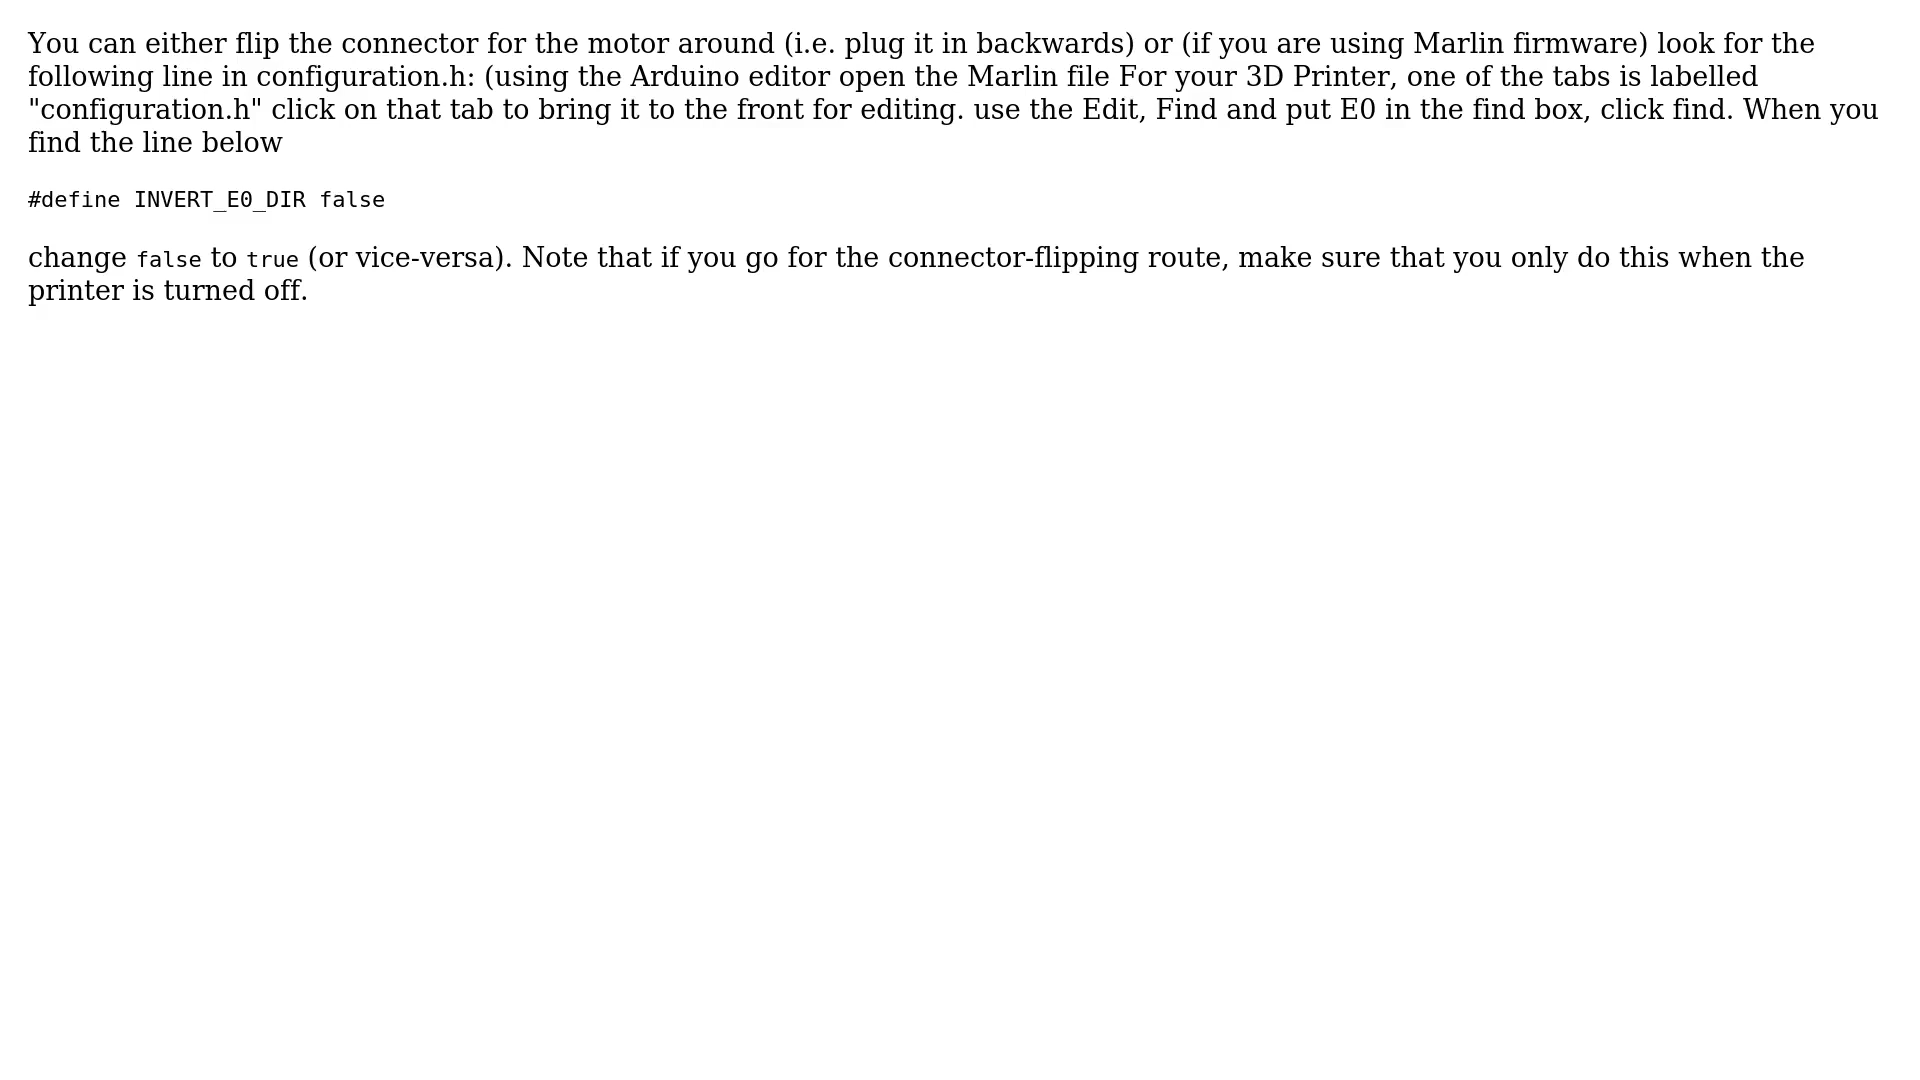 You can either flip the connector for the motor around (i.e. plug it in backwards) or (if you are using Marlin firmware) look for the
following line in configuration.h: (using the Arduino editor open the Marlin file For your 3D Printer, one of the tabs is labelled
"configuration.h" click on that tab to bring it to the front for editing. use the Edit, Find and put E0 in the find box, click find. When you
find the line below
#define INVERT_E0_DIR false
change false to true (or vice-versa). Note that if you go for the connector-flipping route, make sure that you only do this when the
printer is turned off.